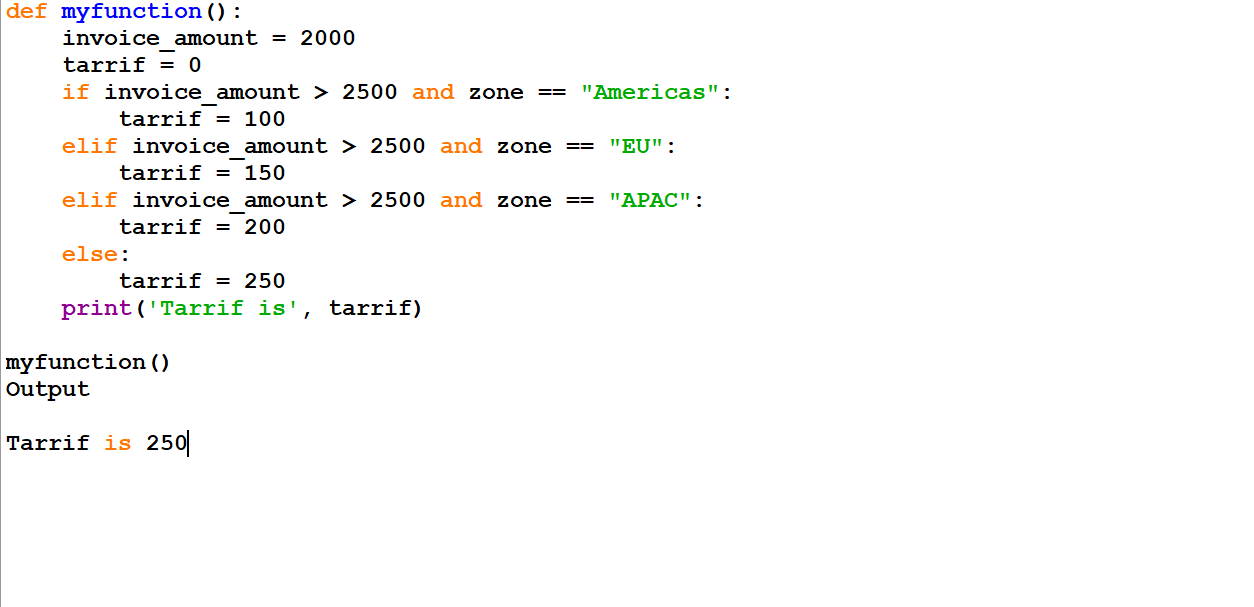 def myfunction():
    invoice_amount = 2000
    tarrif = 0
    if invoice_amount > 2500 and zone == "Americas":
        tarrif = 100
    elif invoice_amount > 2500 and zone == "EU":
        tarrif = 150
    elif invoice_amount > 2500 and zone == "APAC":
        tarrif = 200
    else:
        tarrif = 250
    print('Tarrif is', tarrif)

myfunction()
Output

Tarrif is 250